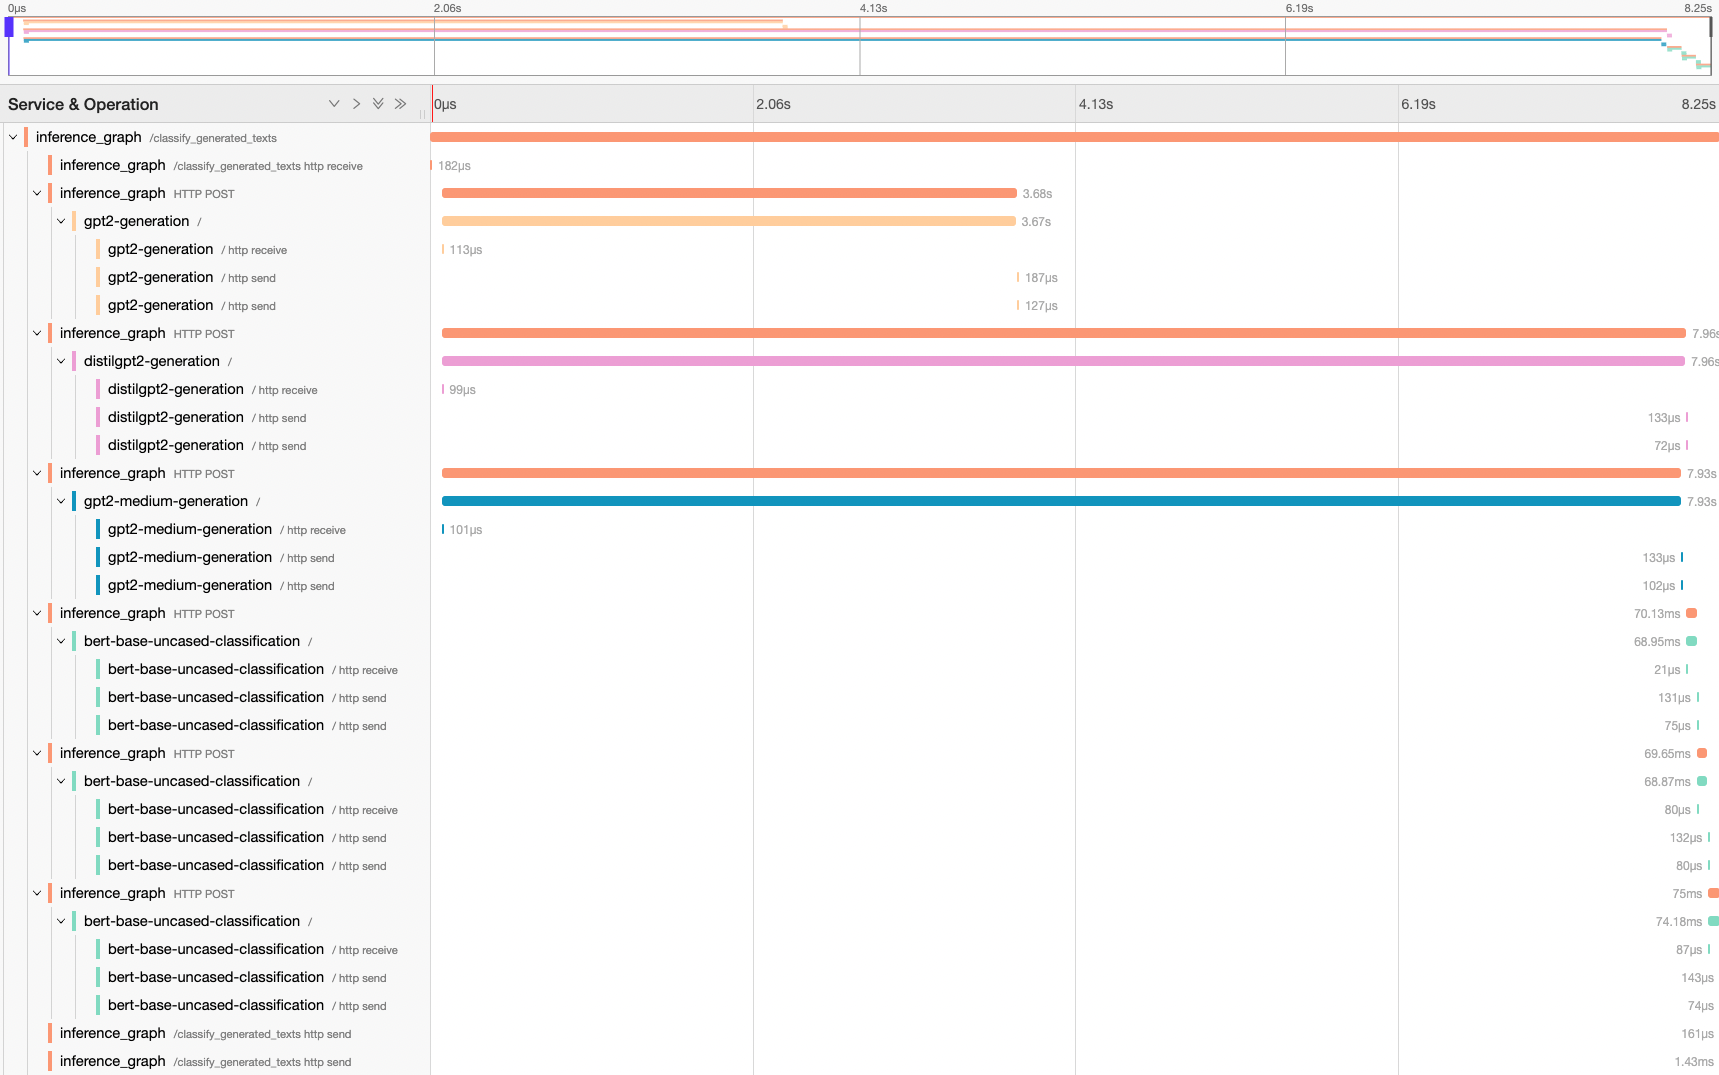 0μs 2.06s 4.13s 6.19s 8.25s
Service & Operation 0μs 2.06s 4.13s 6.19s 8.25s
inference_graph /classify_generated_texts
inference_graph /classify_generated_texts http receive 182μs
inference_graph HTTP POST 3.68s
gpt2-generation / 3.67s
gpt2-generation / http receive 113μs
gpt2-generation / http send 187μs
gpt2-generation / http send 127μs
inference_graph HTTP POST 7.96s
distilgpt2-generation / 7.96s
distilgpt2-generation / http receive 99μs
distilgpt2-generation / http send 133μs
distilgpt2-generation / http send 72μs
inference_graph HTTP POST 7.93s
gpt2-medium-generation / 7.93s
gpt2-medium-generation / http receive 101μs
gpt2-medium-generation / http send 133μs
gpt2-medium-generation / http send 102μs
inference_graph HTTP POST 70.13ms
bert-base-uncased-classification / 68.95ms
bert-base-uncased-classification / http receive 21μs
bert-base-uncased-classification / http send 131μs
bert-base-uncased-classification / http send 75μs
inference_graph HTTP POST 69.65ms
bert-base-uncased-classification / 68.87ms
bert-base-uncased-classification / http receive 80μs
bert-base-uncased-classification / http send 132μs
bert-base-uncased-classification / http send 80μs
inference_graph HTTP POST 75ms
bert-base-uncased-classification / 74.18ms
bert-base-uncased-classification / http receive 87μs
bert-base-uncased-classification / http send 143μs
bert-base-uncased-classification / http send 74μs
inference_graph /classify_generated_texts http send 161μs
inference_graph /classify_generated_texts http send 1.43ms